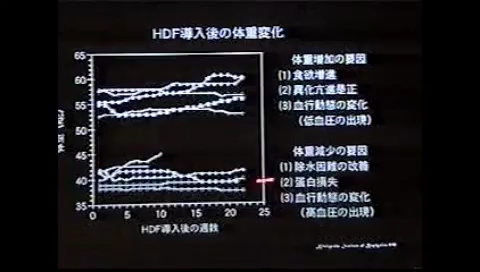 HDF導入後の体重変化
65
60
55
50
45
40
35
0
5
10
15
20
25
HDF導入後の週数
体重増加の要因
(1) 食欲増進
(2) 異化亢進是正
(3) 血行動態の変化
(低血圧の出現)
体重減少の要因
(1) 除水困難の改善
(2) 蛋白損失
(3) 血行動態の変化
(高血圧の出現)